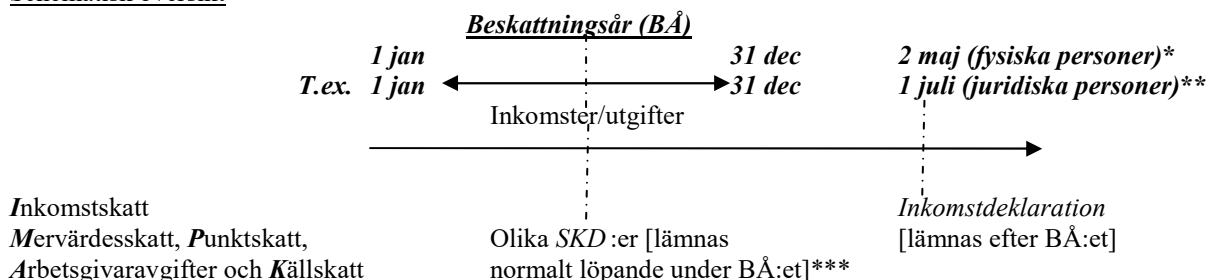 Beskattningsår (BÅ)
1 jan 31 dec 2 maj (fysiska personer)*
T.ex. 1 jan 31 dec 1 juli (juridiska personer)**
Inkomster/utgifter
Inkomstskatt Inkomstdeklaration
Mervärdesskatt, Punktskatt, Olika SKD:er [lämnas [lämnas efter BÅ:et]
Arbetsgivaravgifter och Källskatt normalt löpande under BÅ:et]***